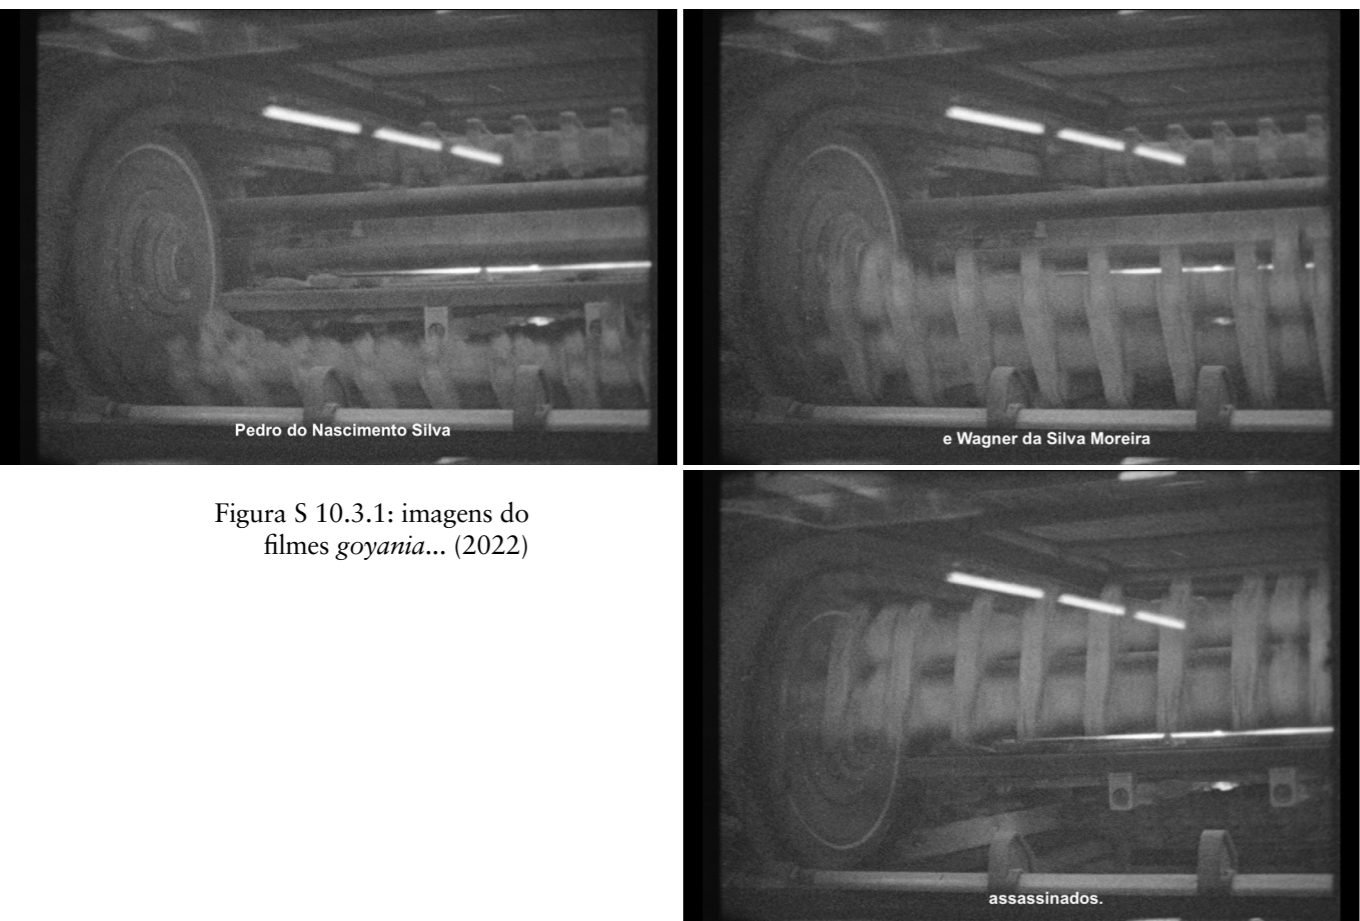 Pedro do Nascimento Silva
e Wagner da Silva Moreira
Figura S 10.3.1: imagens do
filmes goyania... (2022)
assassinados.